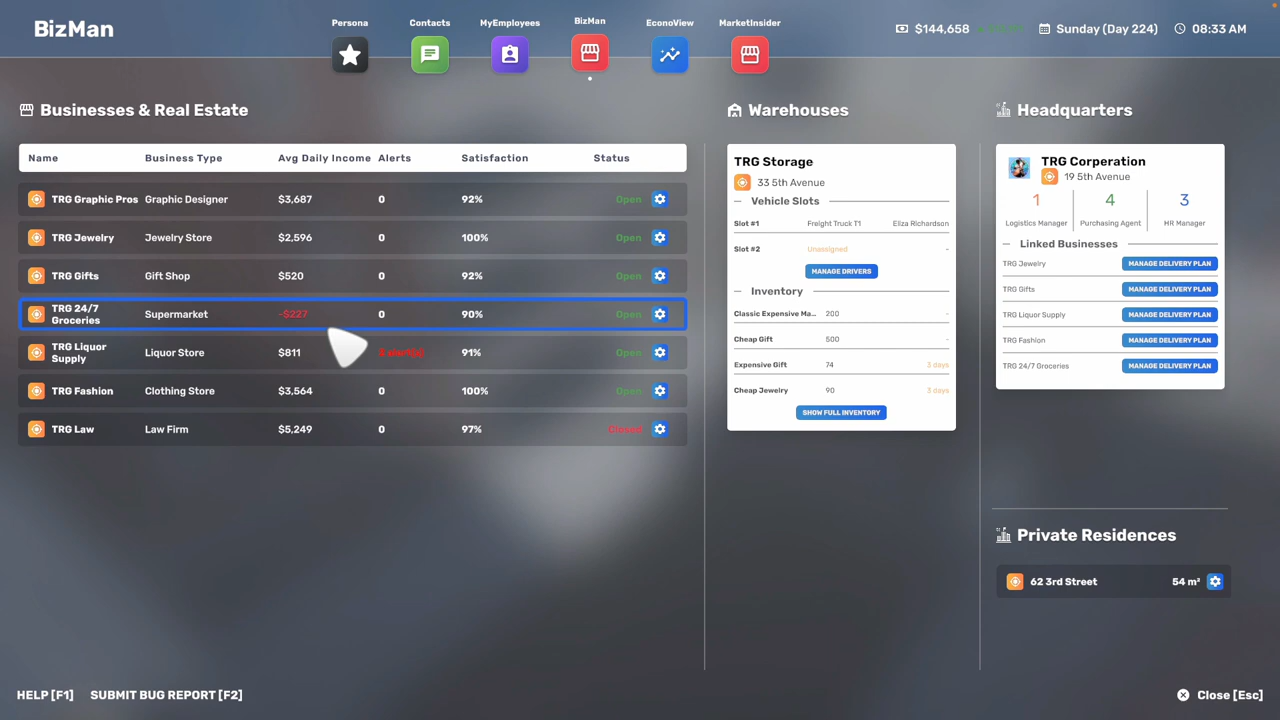 BizMan
Persona
Contacts
MyEmployees
BizMan
EconoView
MarketInsider
$144,658
Sunday (Day 224)
08:33 AM
Businesses & Real Estate
Name Business Type Avg Daily Income Alerts Satisfaction Status
TRG Graphic Pros Graphic Designer $3,687 0 92% Open
TRG Jewelry Jewelry Store $2,596 0 100% Open
TRG Gifts Gift Shop $520 0 92% Open
TRG 24/7
Groceries Supermarket -$227 0 90% Open
TRG Liquor
Supply Liquor Store $811 91% Open
TRG Fashion Clothing Store $3,564 0 100% Open
TRG Law Law Firm $5,249 0 97% Closed
Warehouses
TRG Storage
33 5th Avenue
Vehicle Slots
Slot #1 Freight Truck T1 Eliza Richardson
Slot #2 Unassigned -
MANAGE DRIVERS
Inventory
Classic Expensive Ma... 200 -
Cheap Gift 500 -
Expensive Gift 74 3 days
Cheap Jewelry 90 3 days
SHOW FULL INVENTORY
Headquarters
TRG Corperation
19 5th Avenue
1 4 3
Logistics Manager Purchasing Agent HR Manager
Linked Businesses
TRG Jewelry MANAGE DELIVERY PLAN
TRG Gifts MANAGE DELIVERY PLAN
TRG Liquor Supply MANAGE DELIVERY PLAN
TRG Fashion MANAGE DELIVERY PLAN
TRG 24/7 Groceries MANAGE DELIVERY PLAN
Private Residences
62 3rd Street 54 m²
HELP [F1] SUBMIT BUG REPORT [F2]
Close [Esc]